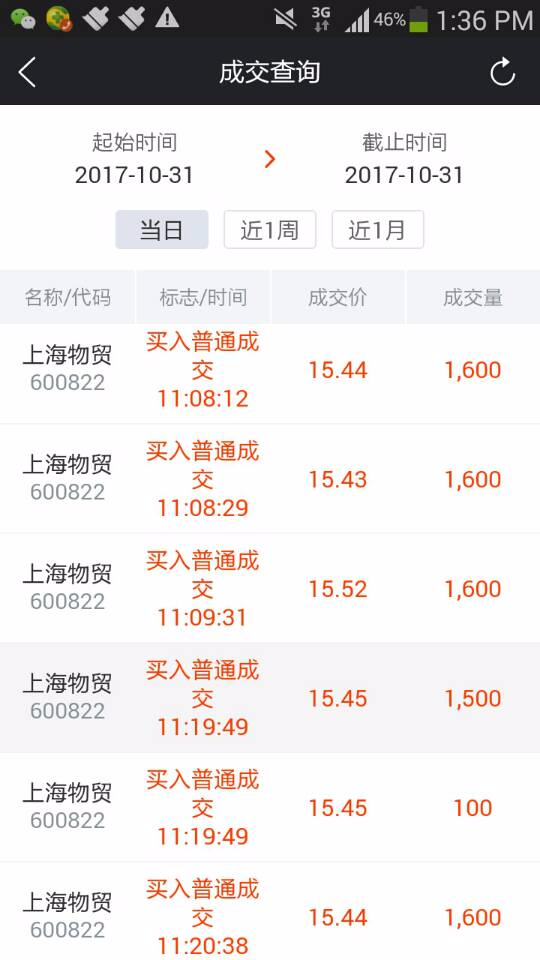 3G 46% 1:36 PM
成交查询
起始时间 截止时间
2017-10-31 2017-10-31
当日 近1周 近1月
名称/代码 标志/时间 成交价 成交量
上海物贸 买入普通成交 15.44 1,600
600822 11:08:12
上海物贸 买入普通成交 15.43 1,600
600822 11:08:29
上海物贸 买入普通成交 15.52 1,600
600822 11:09:31
上海物贸 买入普通成交 15.45 1,500
600822 11:19:49
上海物贸 买入普通成交 15.45 100
600822 11:19:49
上海物贸 买入普通成交 15.44 1,600
600822 11:20:38